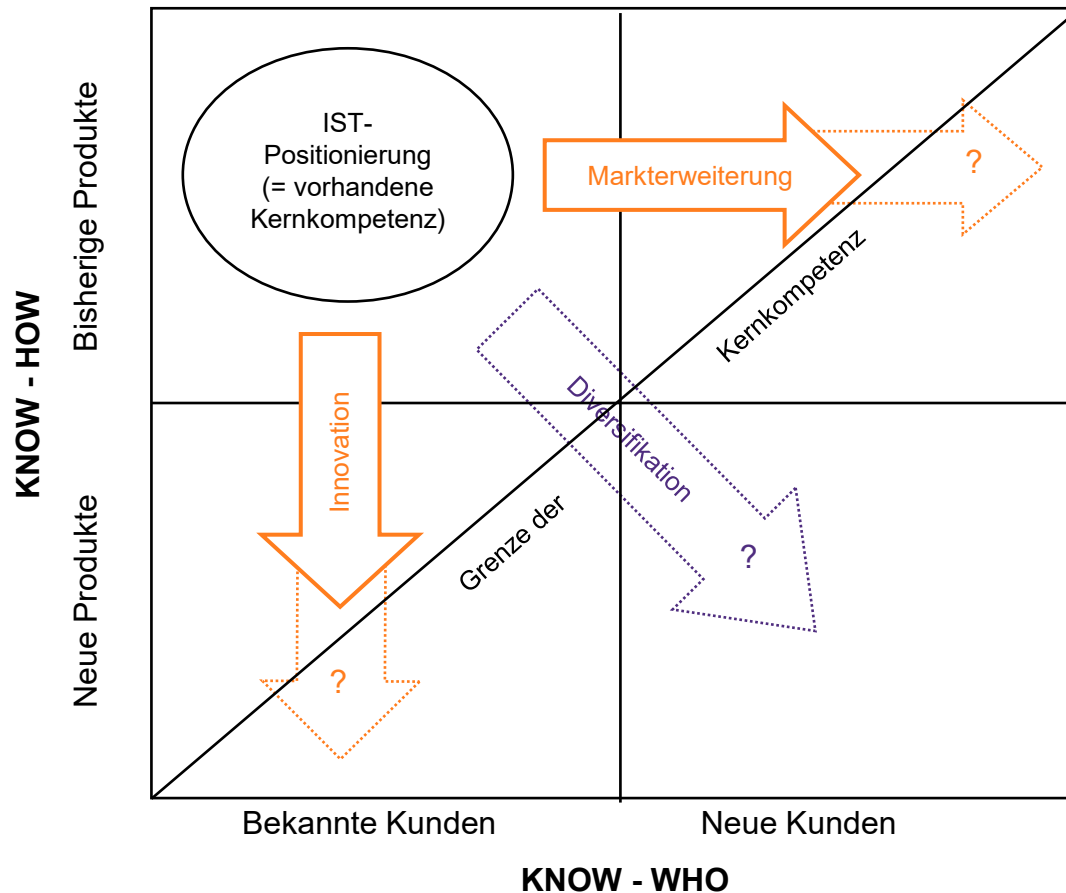 KNOW - HOW
Bisherige Produkte
Neue Produkte
IST-
Positionierung
(= vorhandene
Kernkompetenz)
Markterweiterung
?
Kernkompetenz
Innovation
Diversifikation
Grenze der
?
?
Bekannte Kunden
Neue Kunden
KNOW - WHO